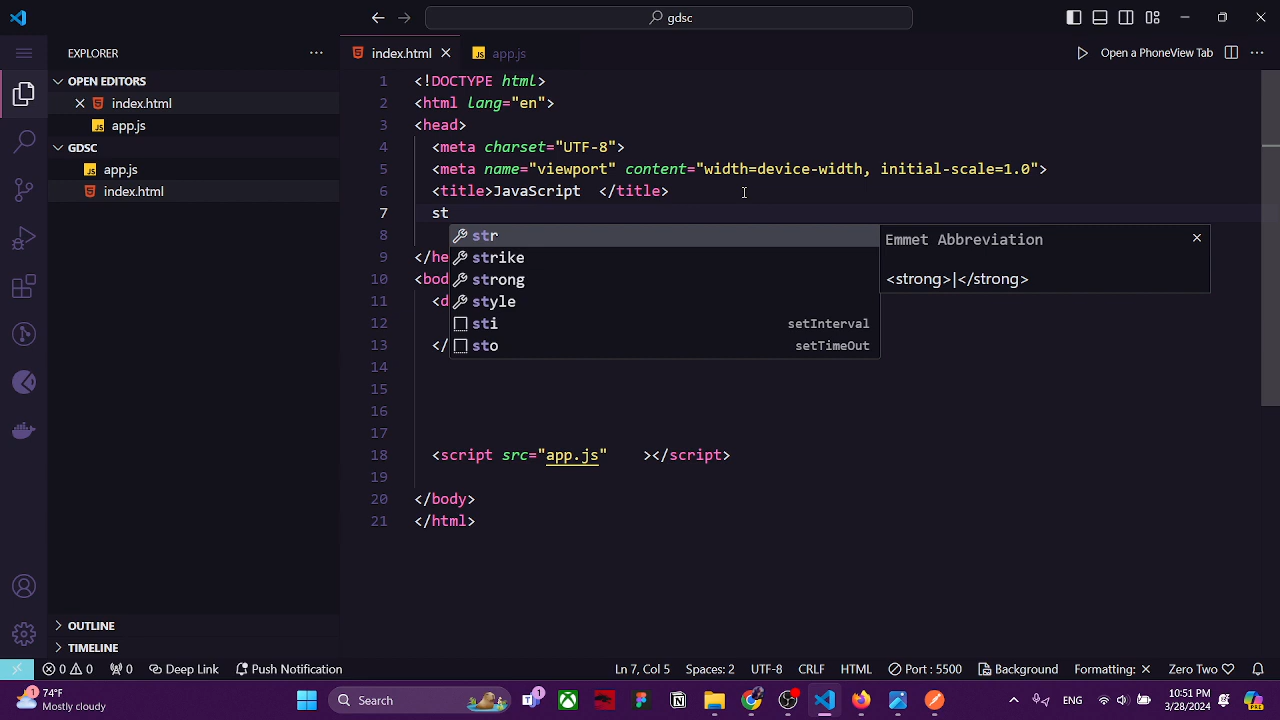 gdsc
EXPLORER
OPEN EDITORS
index.html
app.js
GDSC
app.js
index.html
OUTLINE
TIMELINE
index.html
app.js
Open a PhoneView Tab
1 <!DOCTYPE html>
2 <html lang="en">
3 <head>
4 <meta charset="UTF-8">
5 <meta name="viewport" content="width=device-width, initial-scale=1.0">
6 <title>JavaScript </title>
7 st
8
9 </he
10 <bod
11 <d
12
13 </
14
15
16
17
18 <script src="app.js" ></script>
19
20 </body>
21 </html>
str
strike
strong
style
sti setInterval
sto setTimeOut
Emmet Abbreviation
<strong>|</strong>
0 0 0 Deep Link Push Notification Ln 7, Col 5 Spaces: 2 UTF-8 CRLF HTML Port : 5500 Background Formatting: Zero Two
1 74°F
Mostly cloudy
Search
1
ENG
10:51 PM
3/28/2024